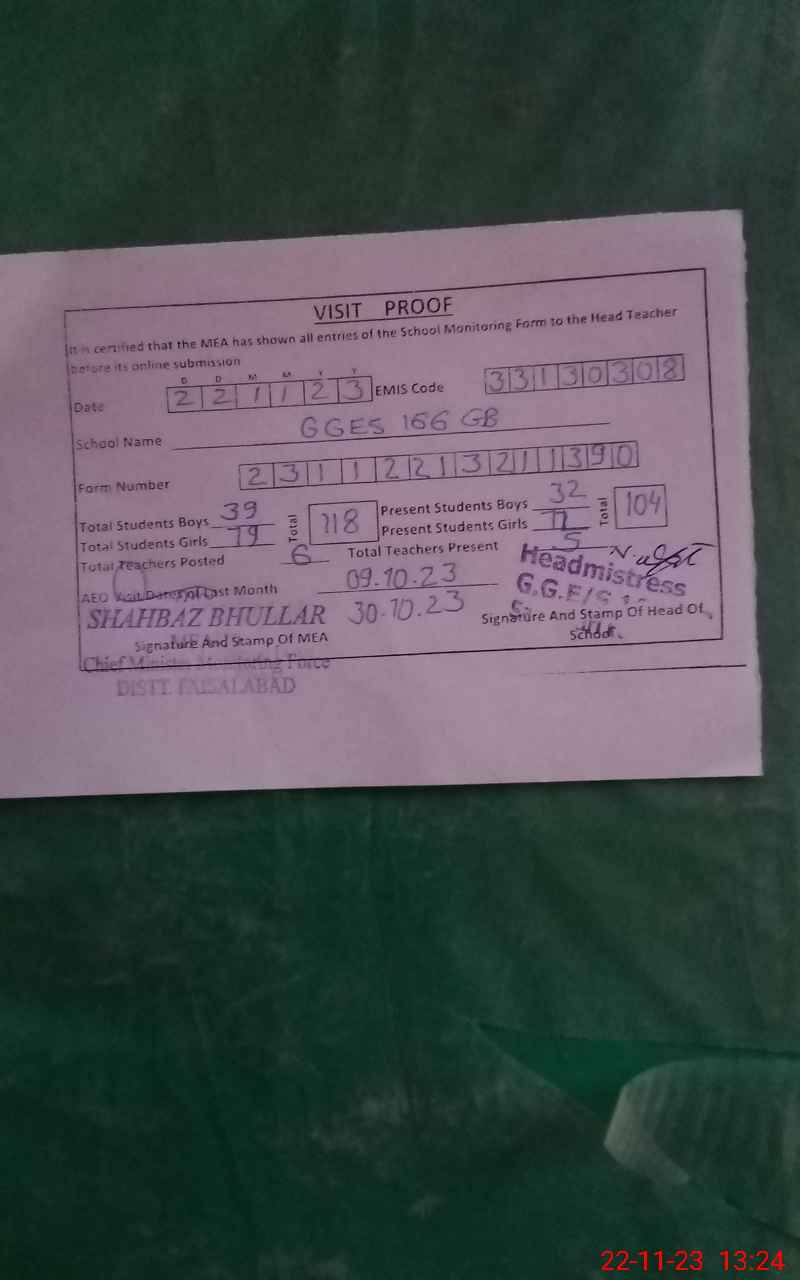 VISIT PROOF
It is certified that the MEA has shown all entries of the School Monitoring Form to the Head Teacher
before its online submission
D D M M Y Y
Date 2 2 1 1 2 3 EMIS Code 3 3 1 3 0 3 0 8
School Name GGES 166 GB
Form Number 2 3 1 1 2 2 1 3 2 1 1 3 9 0
Total Students Boys 39 Total 118 Present Students Boys 32 Total 104
Total Students Girls 79 Present Students Girls 72
Total Teachers Posted 6 Total Teachers Present 5
AEO Visit Dates of Last Month 09.10.23
30.10.23
SHAHBAZ BHULLAR
Signature And Stamp Of MEA
Chief Minister Monitoring Force
DISTT. FAISALABAD
Headmistress
G.G.E/S
Signature And Stamp Of Head Of
School
22-11-23 13:24